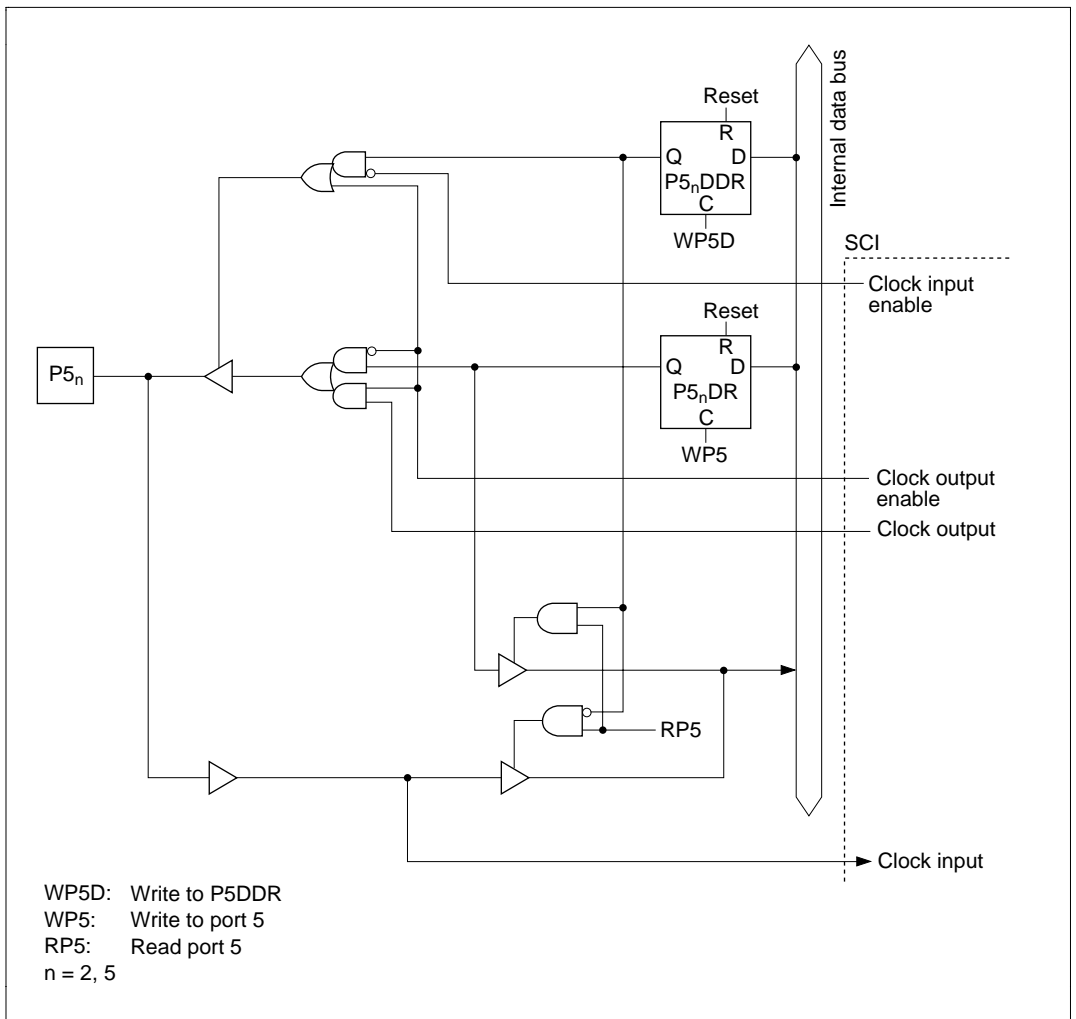 Reset
R
Q D
P5nDDR
C
WP5D
Internal data bus
SCI
Clock input
enable
Reset
R
Q D
P5nDR
C
WP5
P5n
Clock output
enable
Clock output
RP5
Clock input
WP5D: Write to P5DDR
WP5: Write to port 5
RP5: Read port 5
n = 2, 5